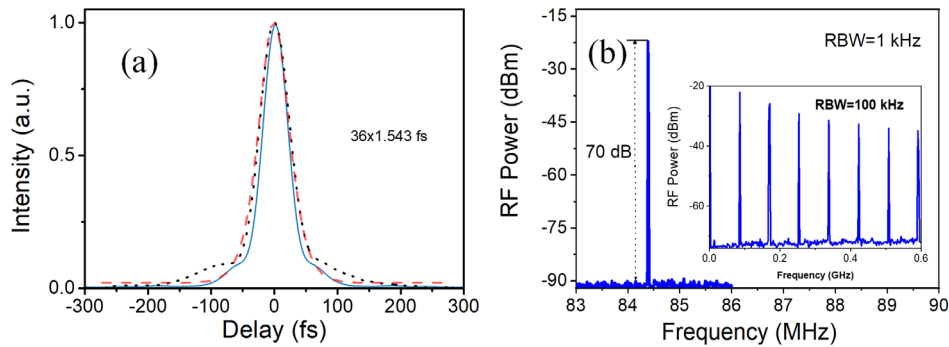 (a)
36x1.543 fs
Intensity (a.u.)
1.0
0.5
0.0
-300 -200 -100 0 100 200 300
Delay (fs)
(b)
RBW=1 kHz
70 dB
RF Power (dBm)
-15
-30
-45
-60
-75
-90
83 84 85 86 87 88 89 90
Frequency (MHz)
RBW=100 kHz
RF Power (dBm)
-20
-40
-60
0.0 0.2 0.4 0.6
Frequency (GHz)